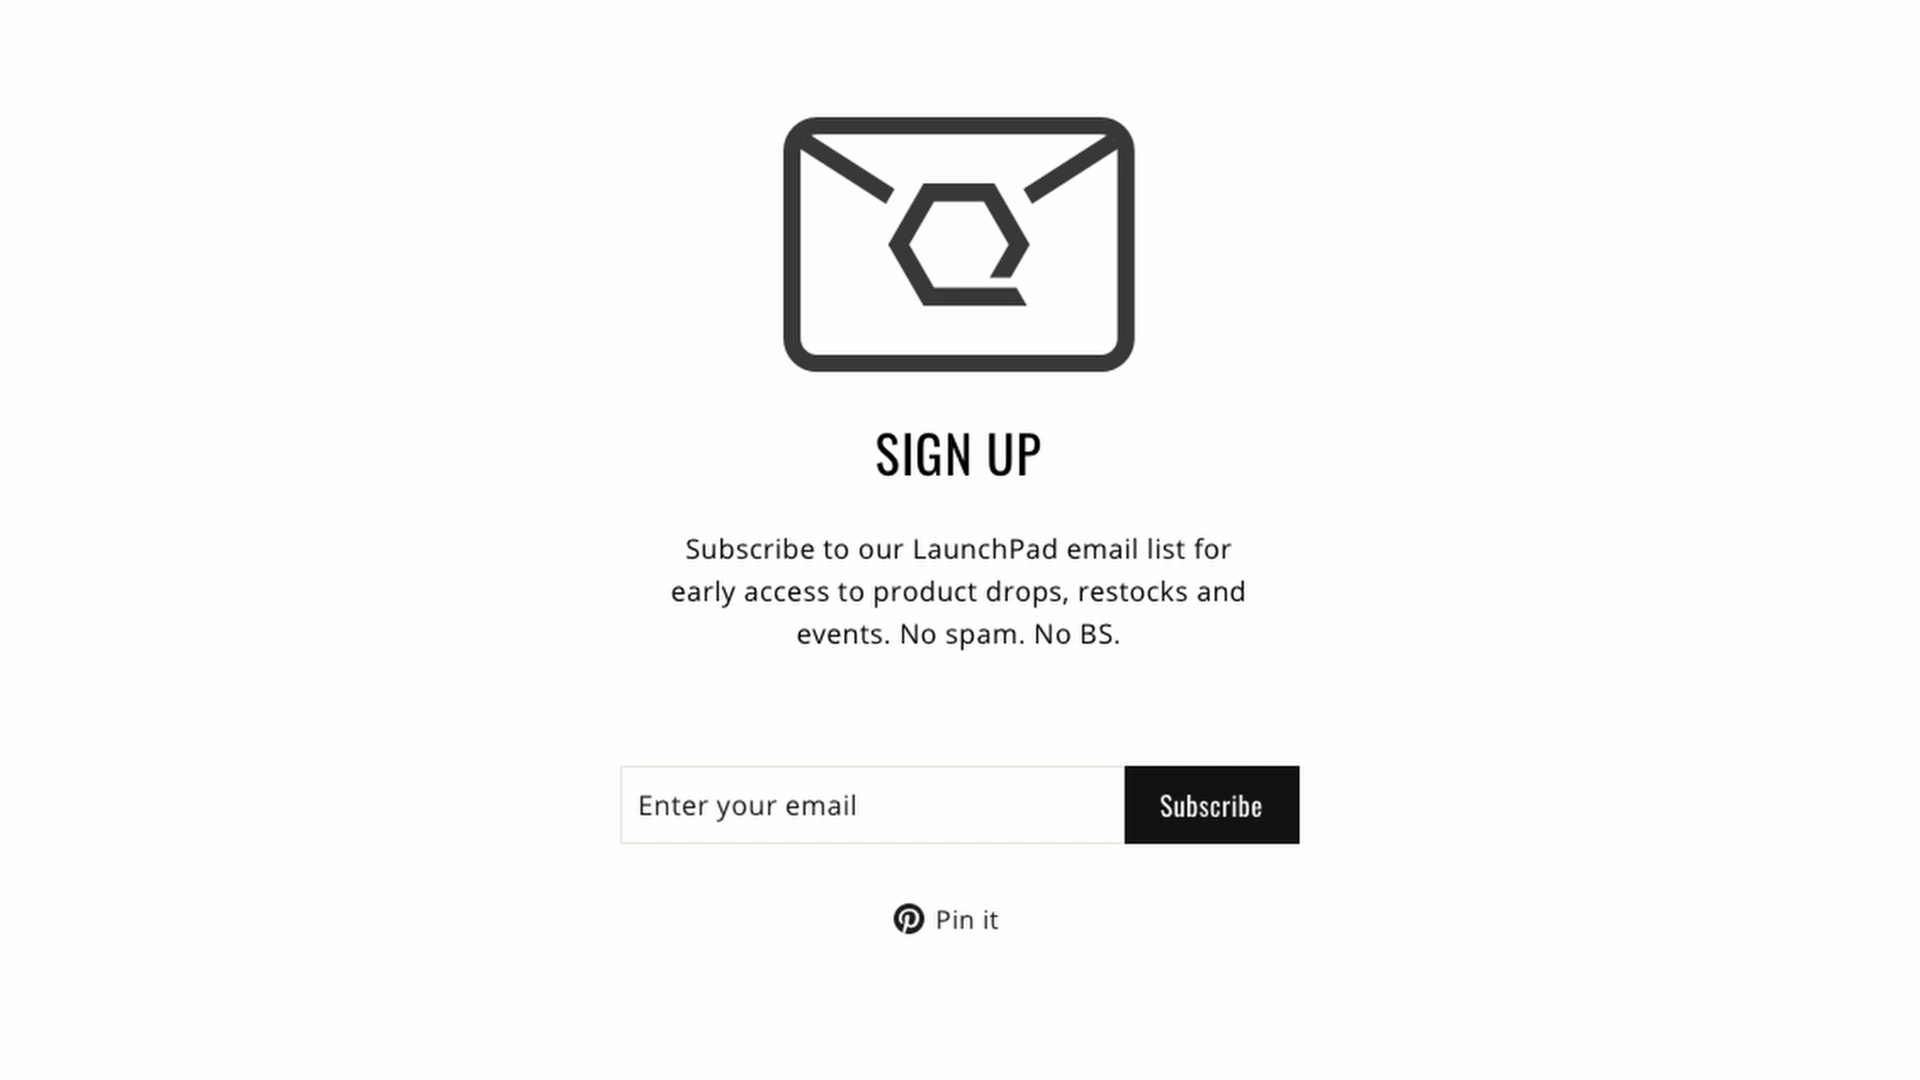 SIGN UP
Subscribe to our LaunchPad email list for
early access to product drops, restocks and
events. No spam. No BS.
Enter your email
Subscribe
Pin it